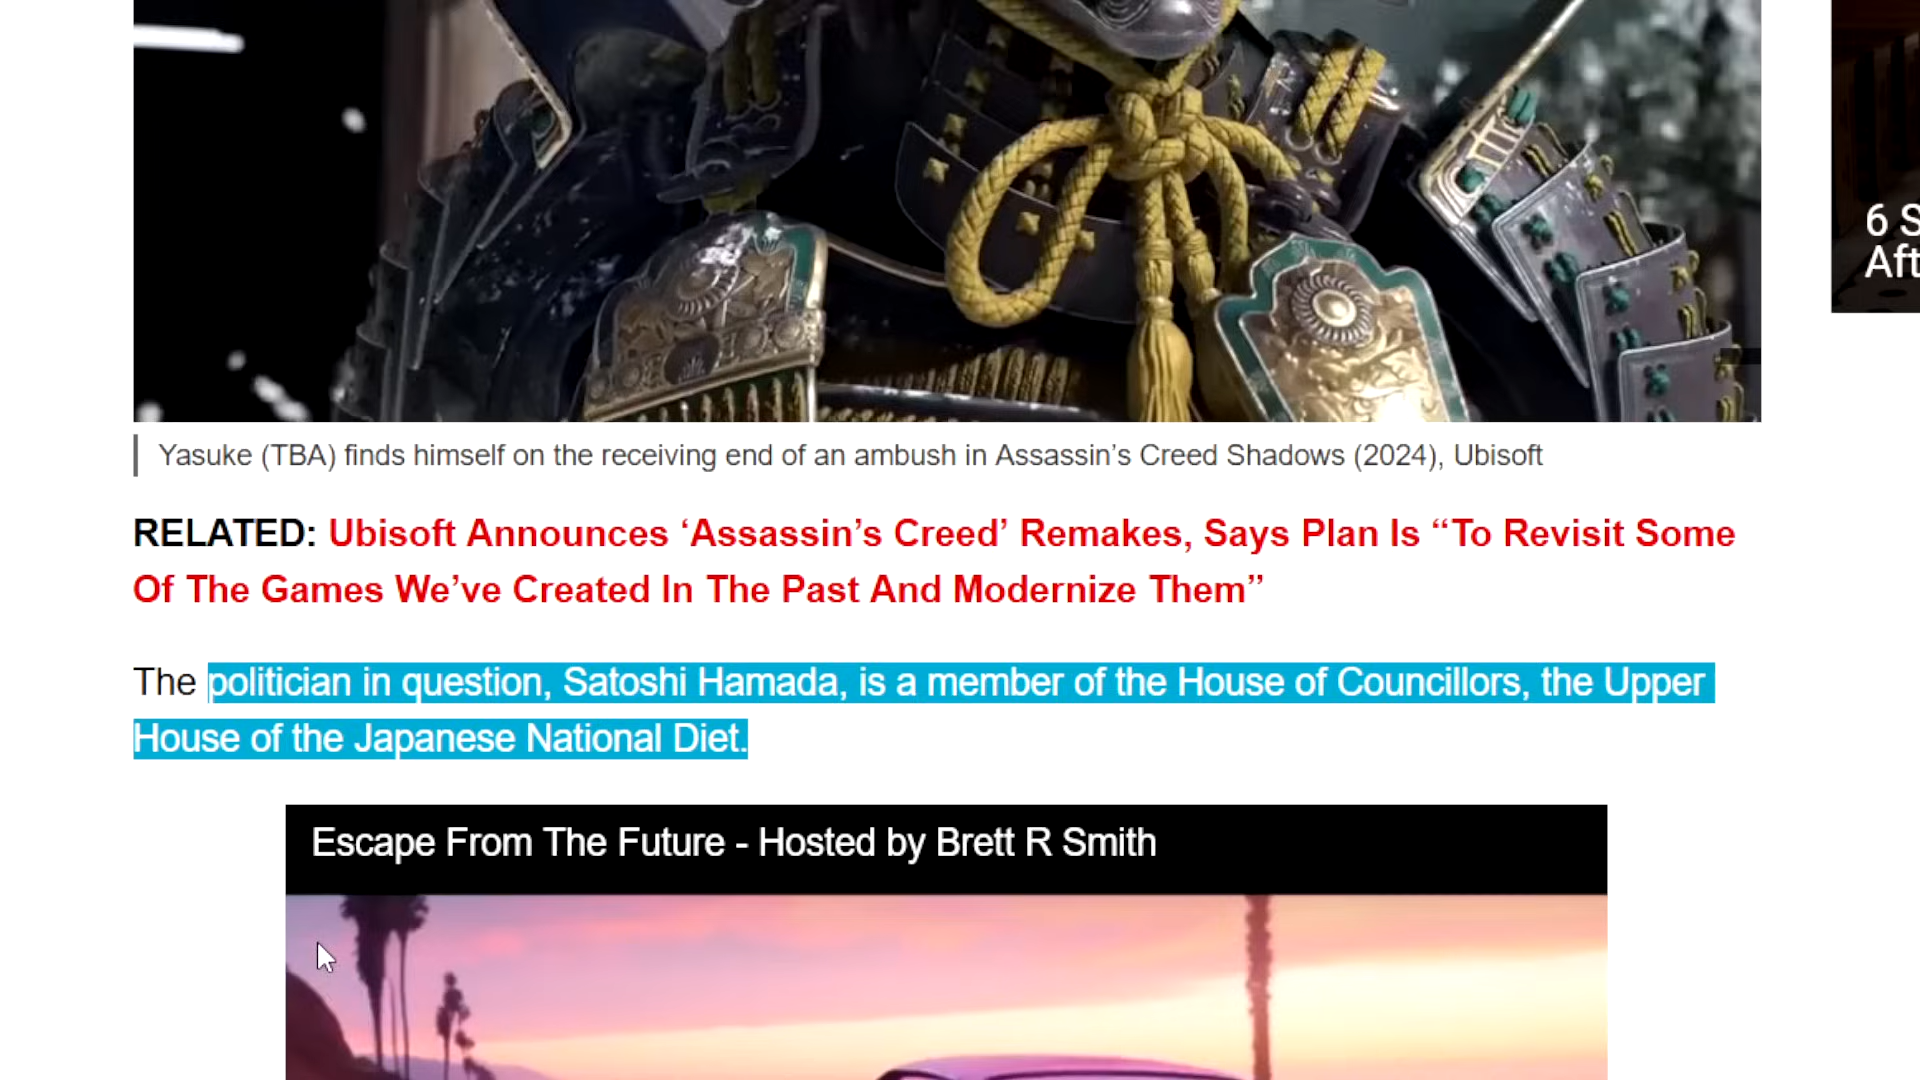 6 S
Aft
Yasuke (TBA) finds himself on the receiving end of an ambush in Assassin’s Creed Shadows (2024), Ubisoft
RELATED: Ubisoft Announces ‘Assassin’s Creed’ Remakes, Says Plan Is “To Revisit Some
Of The Games We’ve Created In The Past And Modernize Them”
The politician in question, Satoshi Hamada, is a member of the House of Councillors, the Upper
House of the Japanese National Diet.
Escape From The Future - Hosted by Brett R Smith